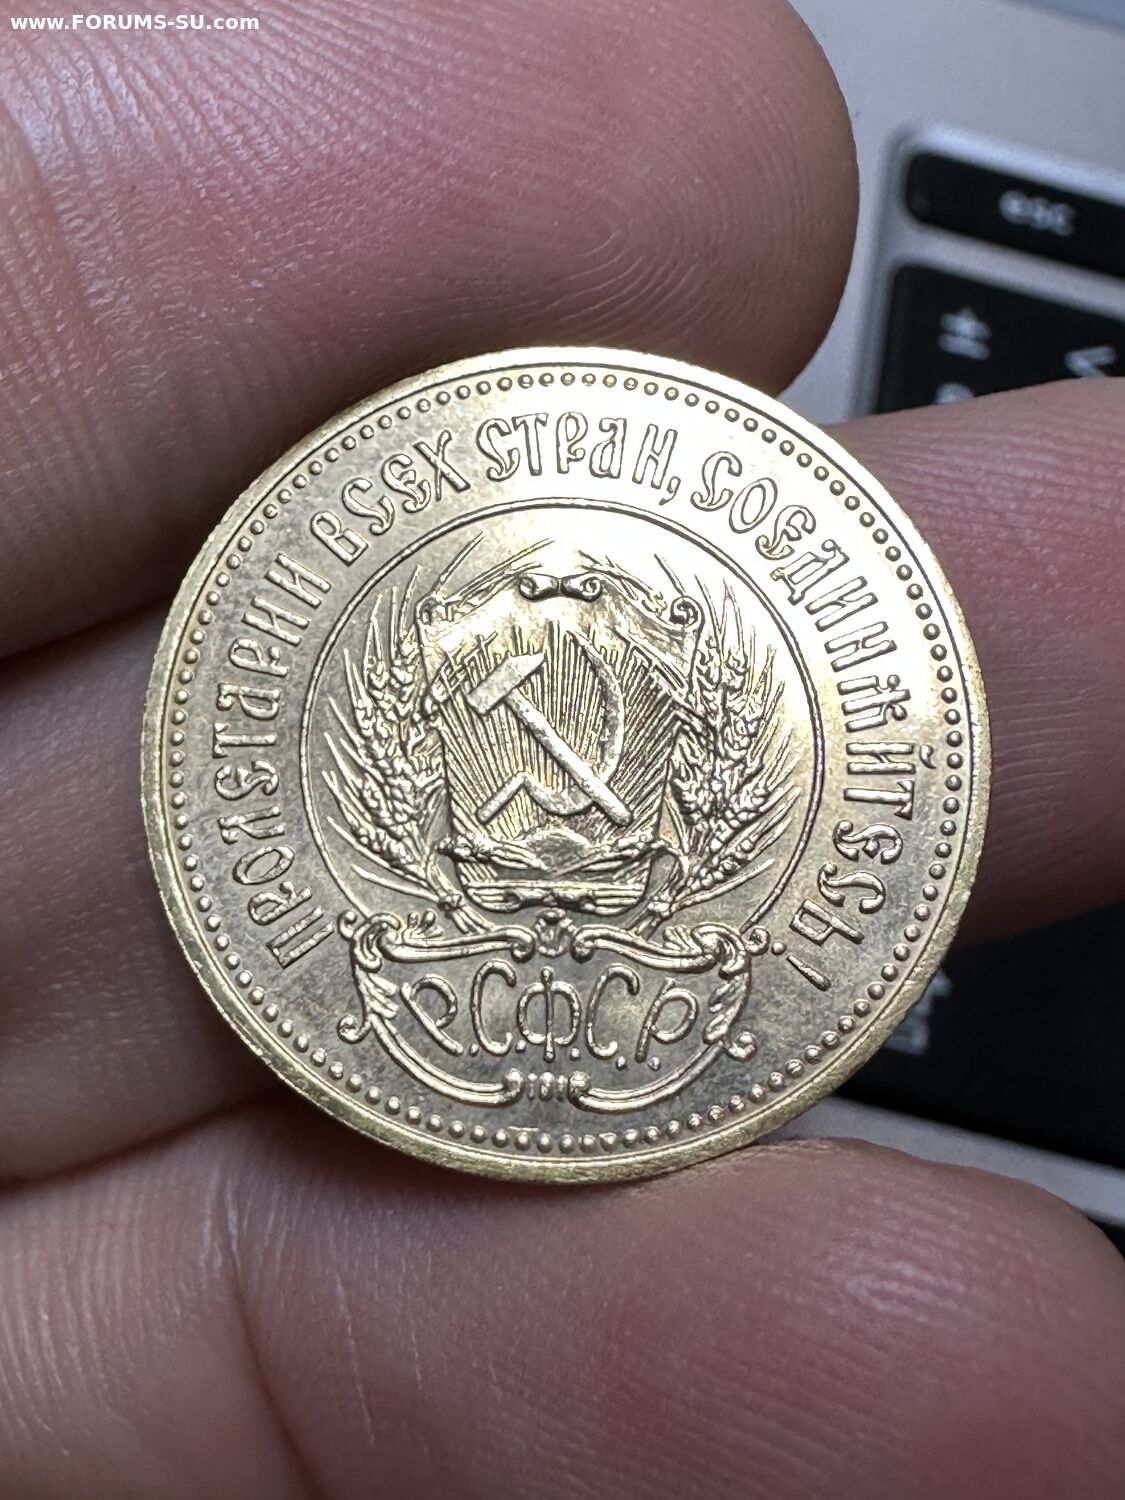 www.FORUMS-SU.com
esc
ПРОЛЕТАРИИ ВСЕХ СТРАН, СОЕДИНЯЙТЕСЬ!
Р.С.Ф.С.Р.